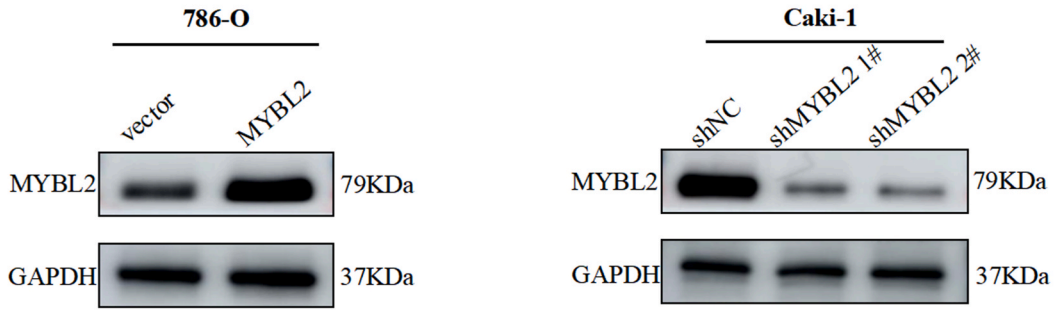 786-O
vector
MYBL2
MYBL2
79KDa
GAPDH
37KDa
Caki-1
shNC
shMYBL2 1#
shMYBL2 2#
MYBL2
79KDa
GAPDH
37KDa